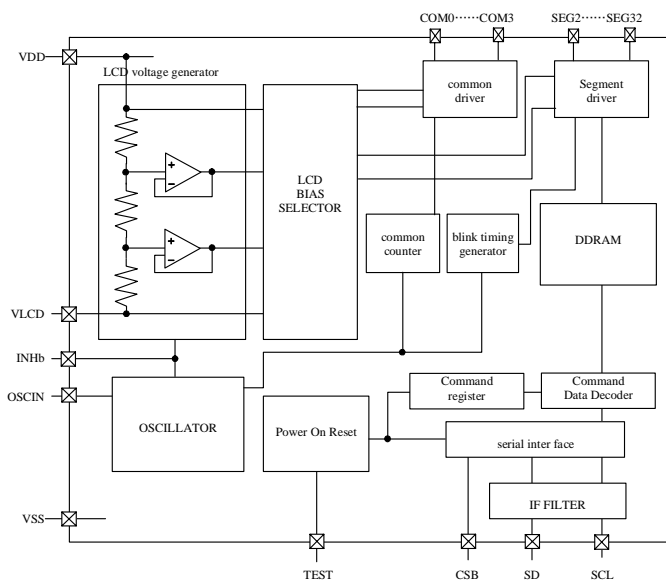 COM0······COM3
SEG2······SEG32
VDD
LCD voltage generator
common
driver
Segment
driver
LCD
BIAS
SELECTOR
common
counter
blink timing
generator
DDRAM
VLCD
INHb
OSCIN
OSCILLATOR
Command
register
Command
Data Decoder
Power On Reset
serial inter face
IF FILTER
VSS
TEST
CSB
SD
SCL